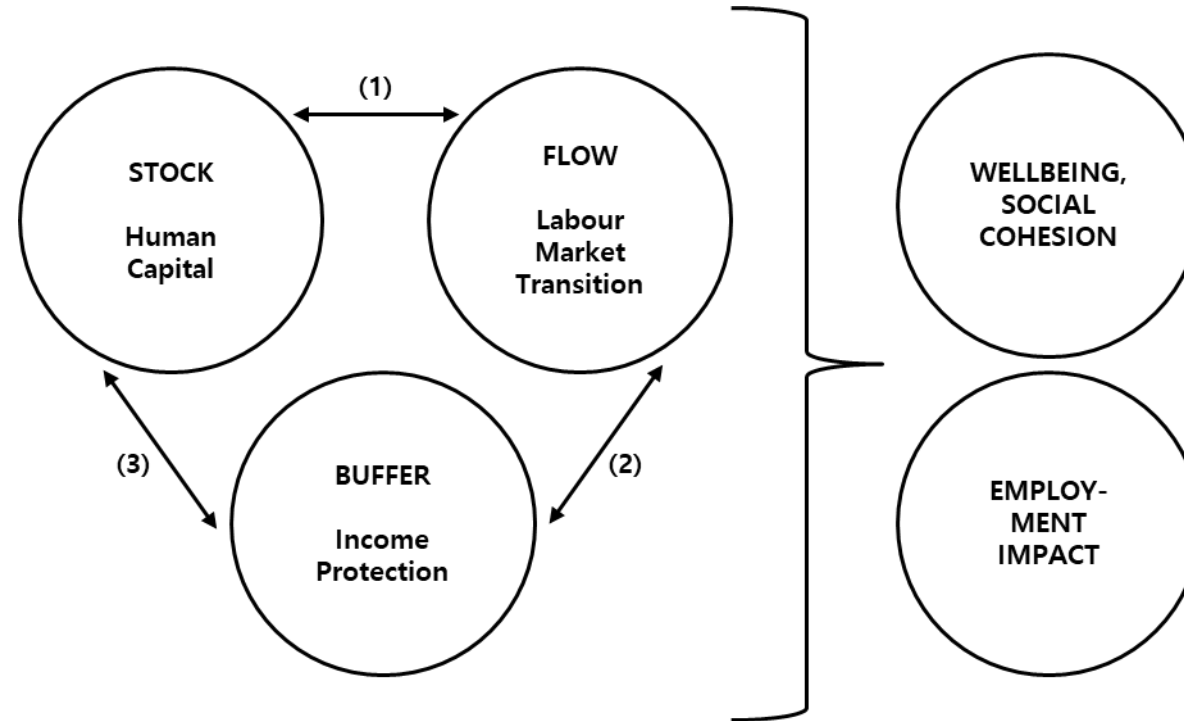 (1)
STOCK
Human
Capital
FLOW
Labour
Market
Transition
WELLBEING,
SOCIAL
COHESION
(3)
(2)
BUFFER
Income
Protection
EMPLOY-
MENT
IMPACT